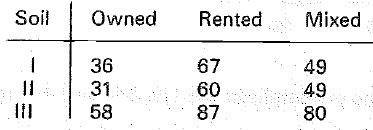 Soil Owned Rented Mixed
I 36 67 49
II 31 60 49
III 58 87 80